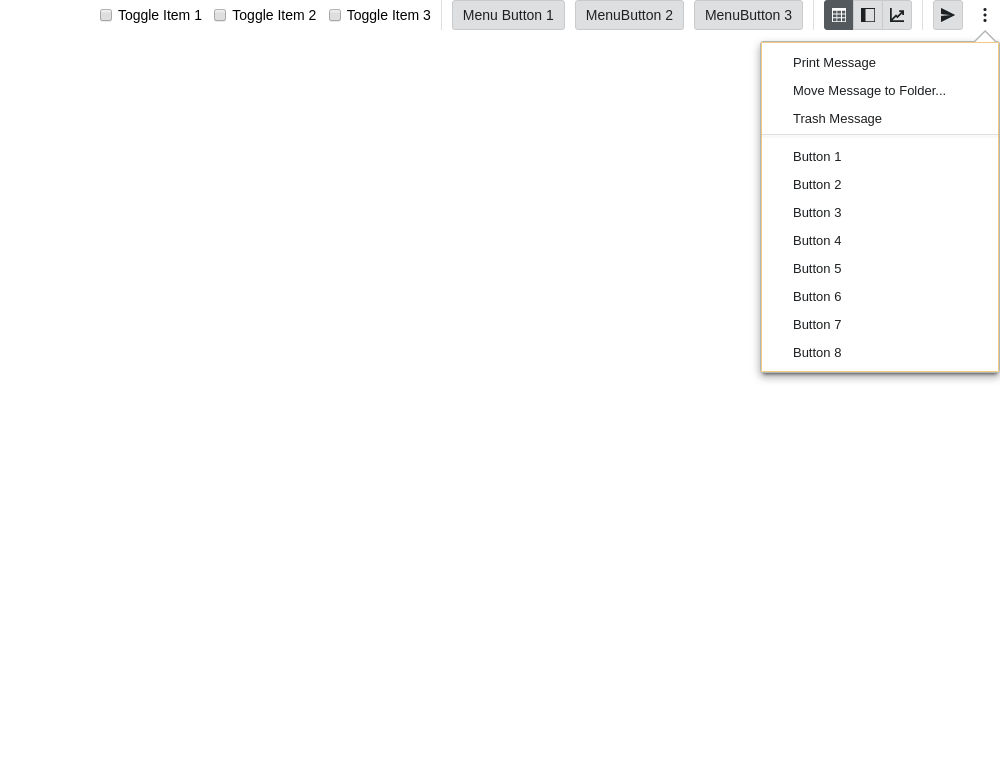 Toggle Item 1 Toggle Item 2 Toggle Item 3 Menu Button 1 MenuButton 2 MenuButton 3
Print Message
Move Message to Folder...
Trash Message
Button 1
Button 2
Button 3
Button 4
Button 5
Button 6
Button 7
Button 8